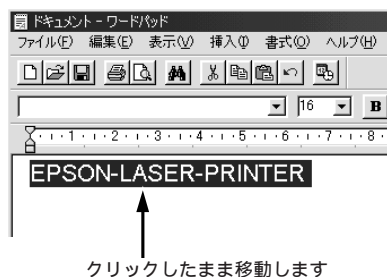 ドキュメント - ワードパッド
ファイル(F) 編集(E) 表示(V) 挿入(I) 書式(O) ヘルプ(H)
16 B
1 2 3 4 5 6 7 8
EPSON-LASER-PRINTER
クリックしたまま移動します